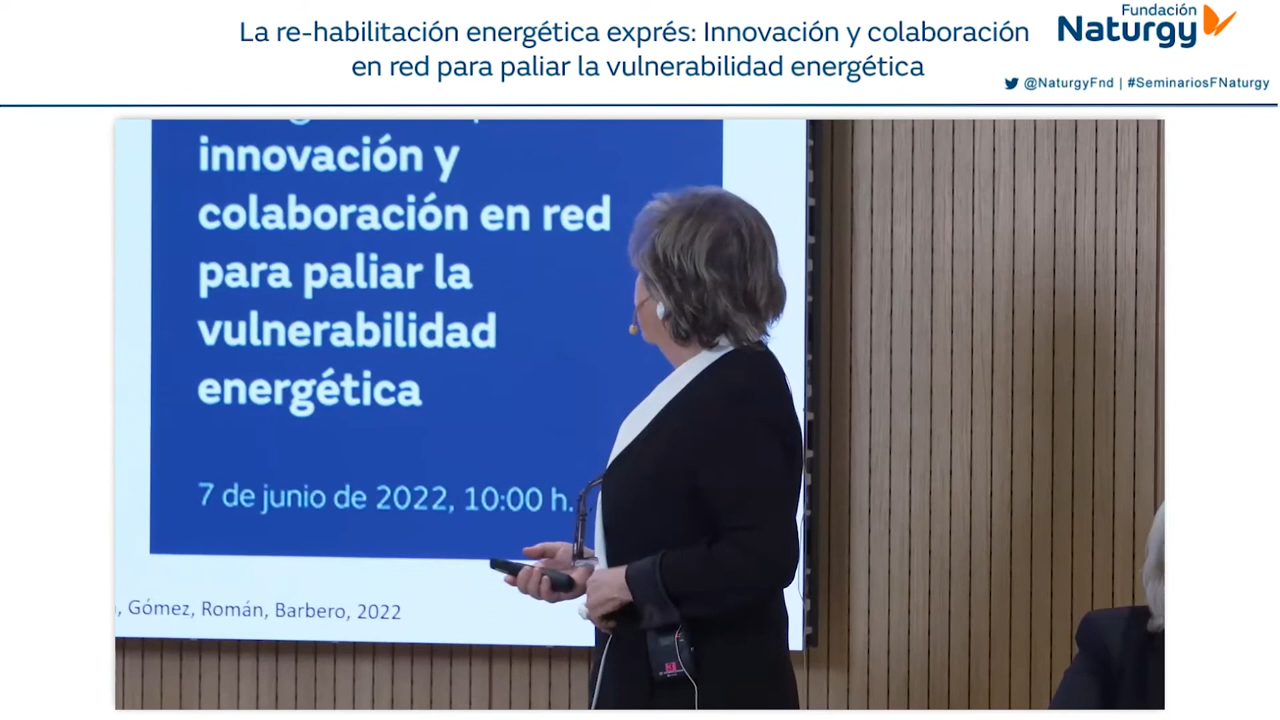 La re-habilitación energética exprés: Innovación y colaboración
en red para paliar la vulnerabilidad energética
Fundación
Naturgy
@NaturgyFnd | #SeminariosFNaturgy
innovación y
colaboración en red
para paliar la
vulnerabilidad
energética
7 de junio de 2022, 10:00 h.
Gómez, Román, Barbero, 2022